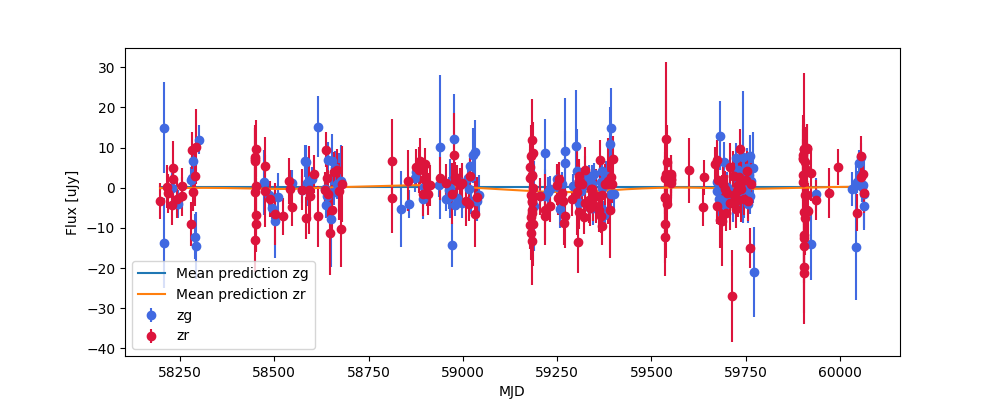 30
20
10
0
−10
−20
−30
−40
Flux [uJy]
Mean prediction zg
Mean prediction zr
zg
zr
58250 58500 58750 59000 59250 59500 59750 60000
MJD